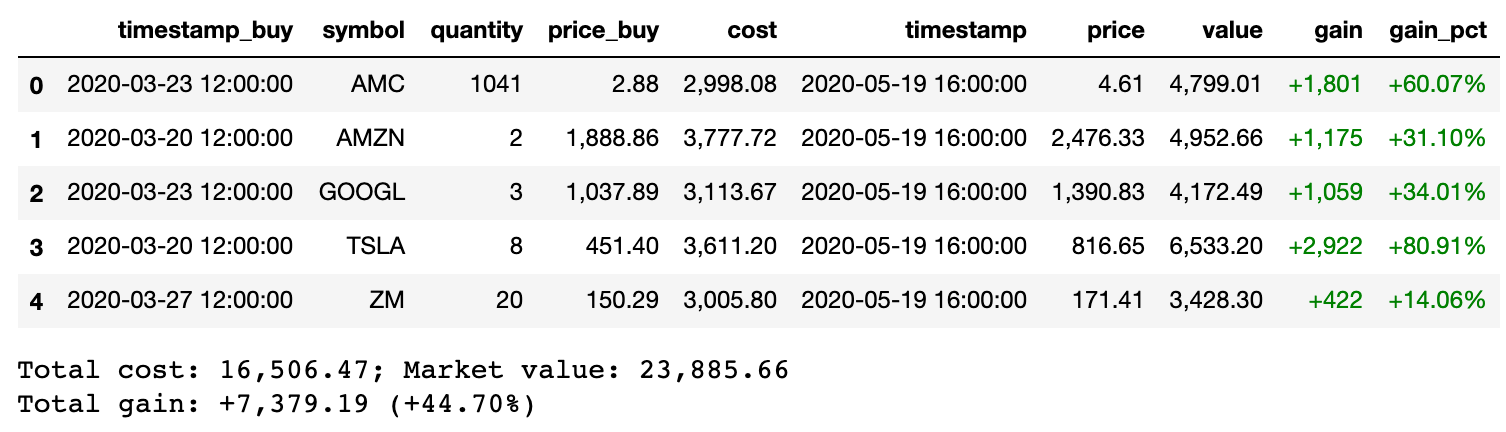 timestamp_buy symbol quantity price_buy cost timestamp price value gain gain_pct
0 2020-03-23 12:00:00 AMC 1041 2.88 2,998.08 2020-05-19 16:00:00 4.61 4,799.01 +1,801 +60.07%
1 2020-03-20 12:00:00 AMZN 2 1,888.86 3,777.72 2020-05-19 16:00:00 2,476.33 4,952.66 +1,175 +31.10%
2 2020-03-23 12:00:00 GOOGL 3 1,037.89 3,113.67 2020-05-19 16:00:00 1,390.83 4,172.49 +1,059 +34.01%
3 2020-03-20 12:00:00 TSLA 8 451.40 3,611.20 2020-05-19 16:00:00 816.65 6,533.20 +2,922 +80.91%
4 2020-03-27 12:00:00 ZM 20 150.29 3,005.80 2020-05-19 16:00:00 171.41 3,428.30 +422 +14.06%
Total cost: 16,506.47; Market value: 23,885.66
Total gain: +7,379.19 (+44.70%)